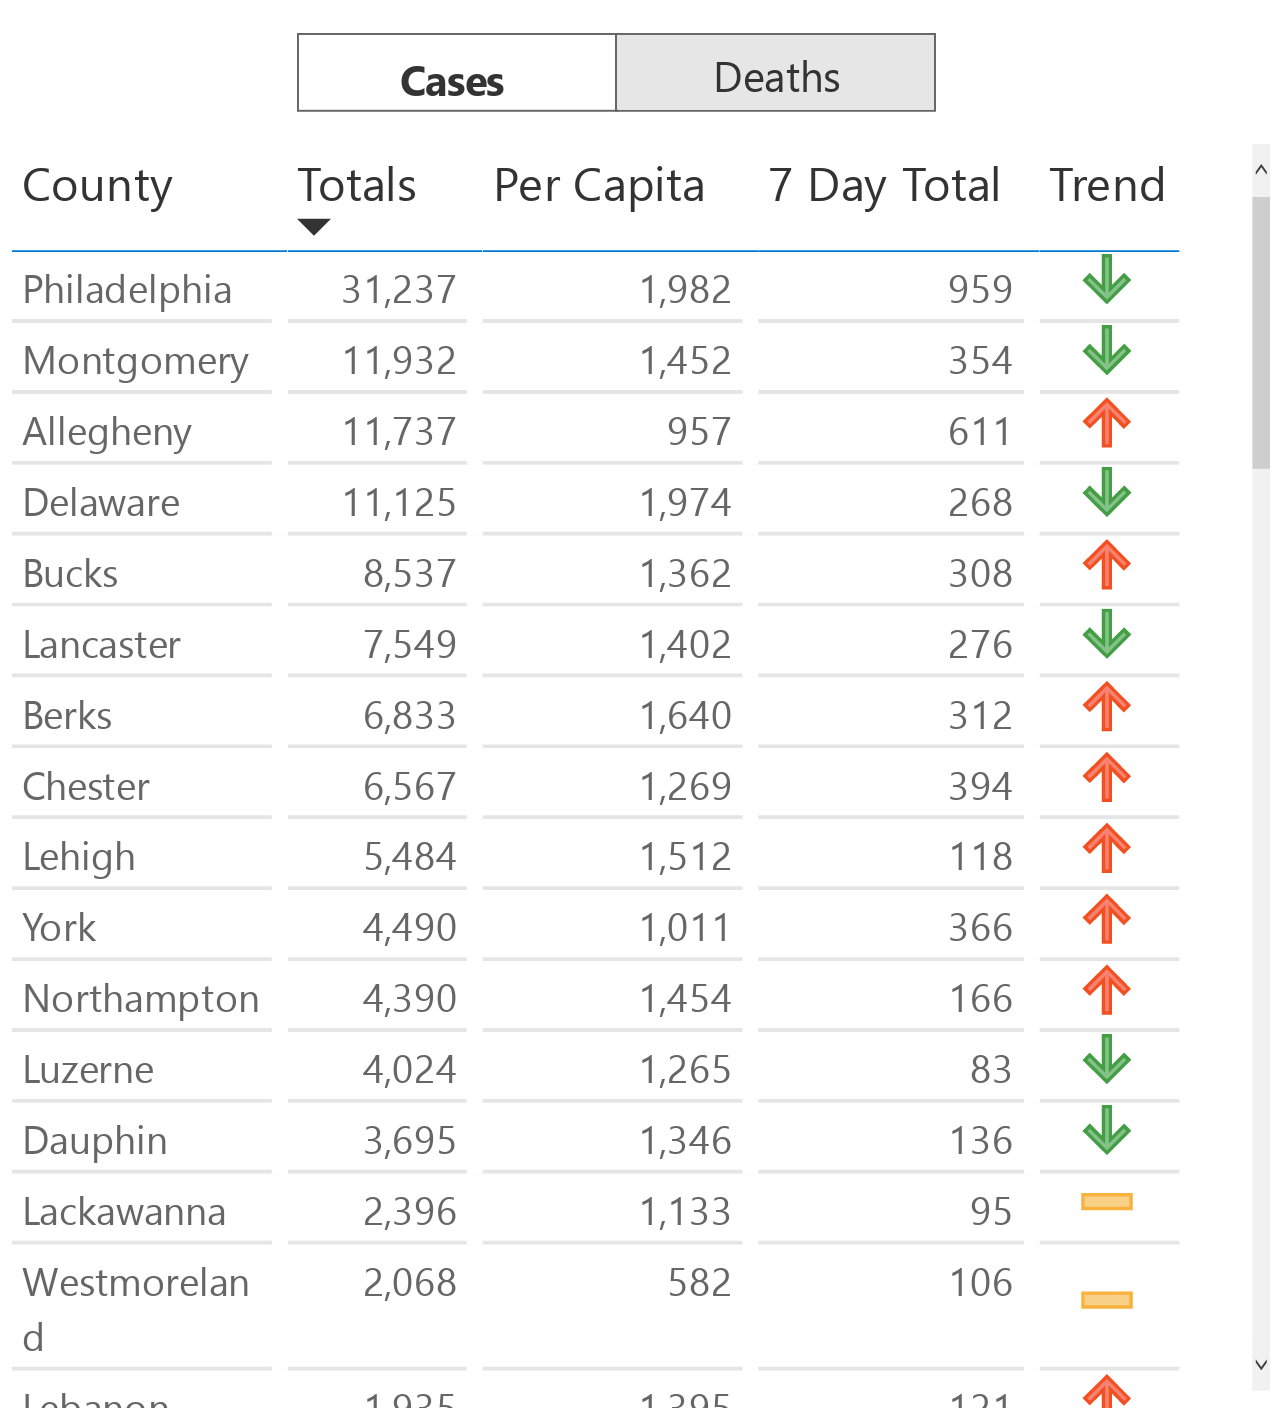 Cases Deaths
County Totals Per Capita 7 Day Total Trend
Philadelphia 31,237 1,982 959
Montgomery 11,932 1,452 354
Allegheny 11,737 957 611
Delaware 11,125 1,974 268
Bucks 8,537 1,362 308
Lancaster 7,549 1,402 276
Berks 6,833 1,640 312
Chester 6,567 1,269 394
Lehigh 5,484 1,512 118
York 4,490 1,011 366
Northampton 4,390 1,454 166
Luzerne 4,024 1,265 83
Dauphin 3,695 1,346 136
Lackawanna 2,396 1,133 95
Westmorelan 2,068 582 106
d
Lebanon 1,935 1,395 121